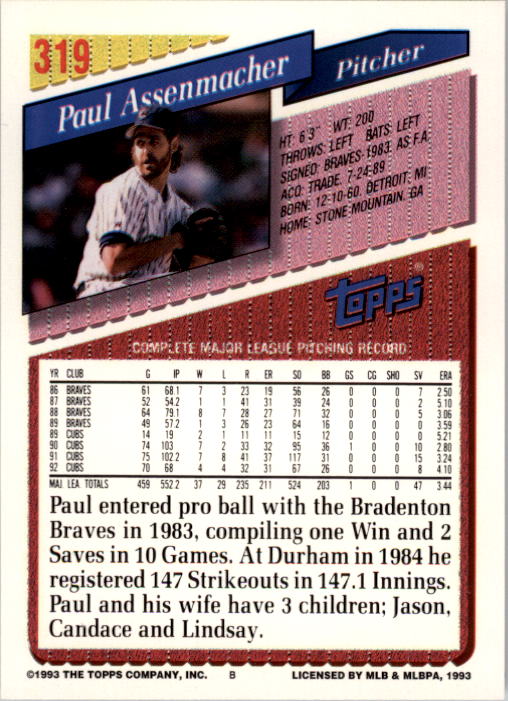 319
Paul Assenmacher
Pitcher
HT: 6'3" WT: 200
THROWS: LEFT BATS: LEFT
SIGNED: BRAVES-1983, AS F.A.
ACQ: TRADE, 7-24-89
BORN: 12-10-60, DETROIT, MI
HOME: STONE MOUNTAIN, GA
TOPPS®
COMPLETE MAJOR LEAGUE PITCHING RECORD
YR CLUB G IP W L R ER SO BB GS CG SHO SV ERA
86 BRAVES 61 68.1 7 3 23 19 56 26 0 0 0 7 2.50
87 BRAVES 52 54.2 1 1 41 31 39 24 0 0 0 2 5.10
88 BRAVES 64 79.1 8 7 28 27 71 32 0 0 0 5 3.06
89 BRAVES 49 57.2 1 3 26 23 64 16 0 0 0 0 3.59
89 CUBS 14 19 2 1 11 11 15 12 0 0 0 0 5.21
90 CUBS 74 103 7 2 33 32 95 36 1 0 0 10 2.80
91 CUBS 75 102.2 7 8 41 37 117 31 0 0 0 15 3.24
92 CUBS 70 68 4 4 32 31 67 26 0 0 0 8 4.10
MAJ. LEA. TOTALS 459 552.2 37 29 235 211 524 203 1 0 0 47 3.44
Paul entered pro ball with the Bradenton
Braves in 1983, compiling one Win and 2
Saves in 10 Games. At Durham in 1984 he
registered 147 Strikeouts in 147.1 Innings.
Paul and his wife have 3 children; Jason,
Candace and Lindsay.
©1993 THE TOPPS COMPANY, INC. B LICENSED BY MLB & MLBPA, 1993